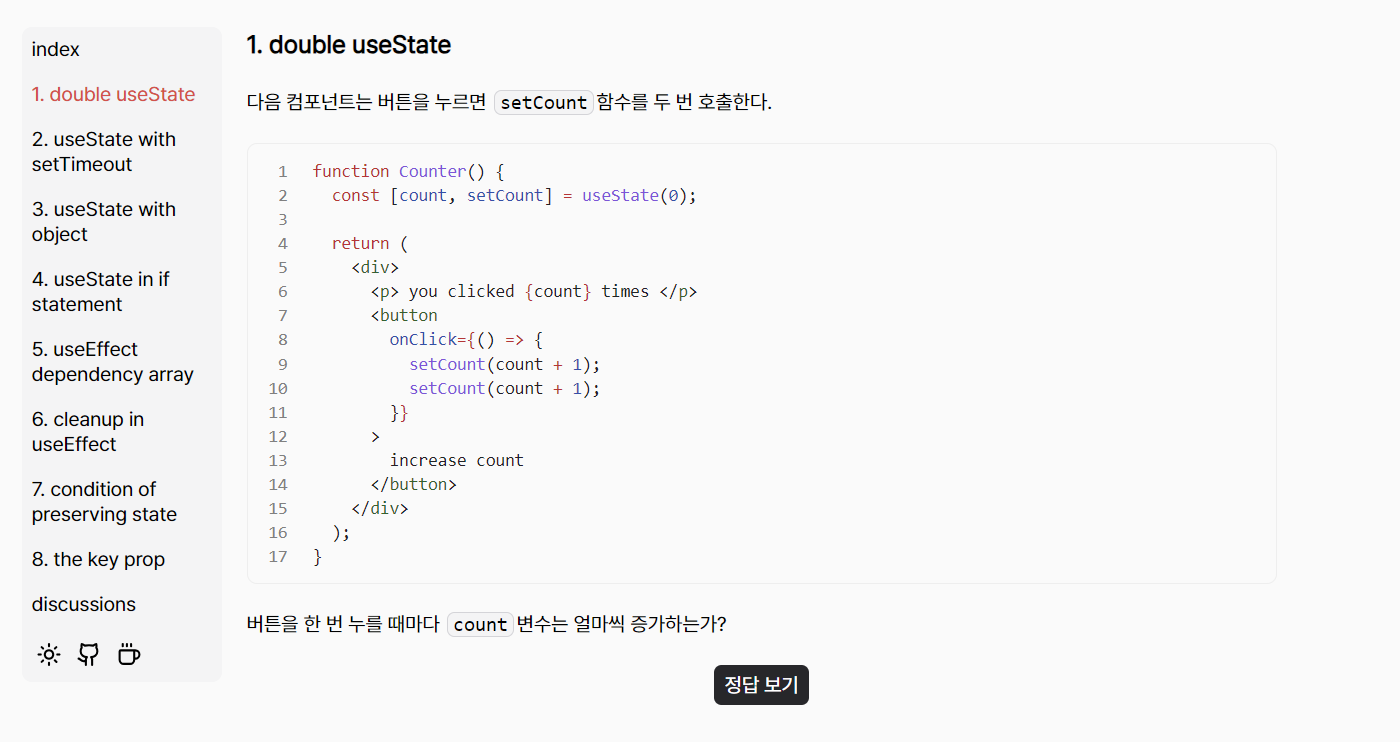 index
1. double useState
2. useState with
setTimeout
3. useState with
object
4. useState in if
statement
5. useEffect
dependency array
6. cleanup in
useEffect
7. condition of
preserving state
8. the key prop
discussions
1. double useState
다음 컴포넌트는 버튼을 누르면 setCount 함수를 두 번 호출한다.
1 function Counter() {
2   const [count, setCount] = useState(0);
3
4   return (
5     <div>
6       <p> you clicked {count} times </p>
7       <button
8         onClick={() => {
9           setCount(count + 1);
10           setCount(count + 1);
11         }}
12       >
13         increase count
14       </button>
15     </div>
16   );
17 }
버튼을 한 번 누를 때마다 count 변수는 얼마씩 증가하는가?
정답 보기